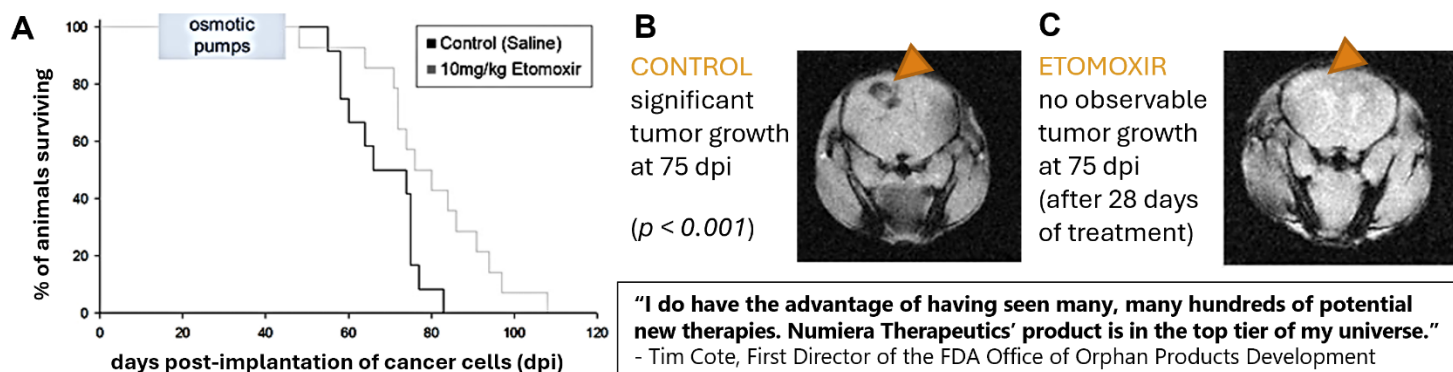 A
% of animals surviving
100
80
60
40
20
0
osmotic
pumps
Control (Saline)
10mg/kg Etomoxir
0 20 40 60 80 100 120
days post-implantation of cancer cells (dpi)
B
CONTROL
significant
tumor growth
at 75 dpi
(p < 0.001)
C
ETOMOXIR
no observable
tumor growth
at 75 dpi
(after 28 days
of treatment)
“I do have the advantage of having seen many, many hundreds of potential
new therapies. Numiera Therapeutics’ product is in the top tier of my universe.”
- Tim Cote, First Director of the FDA Office of Orphan Products Development